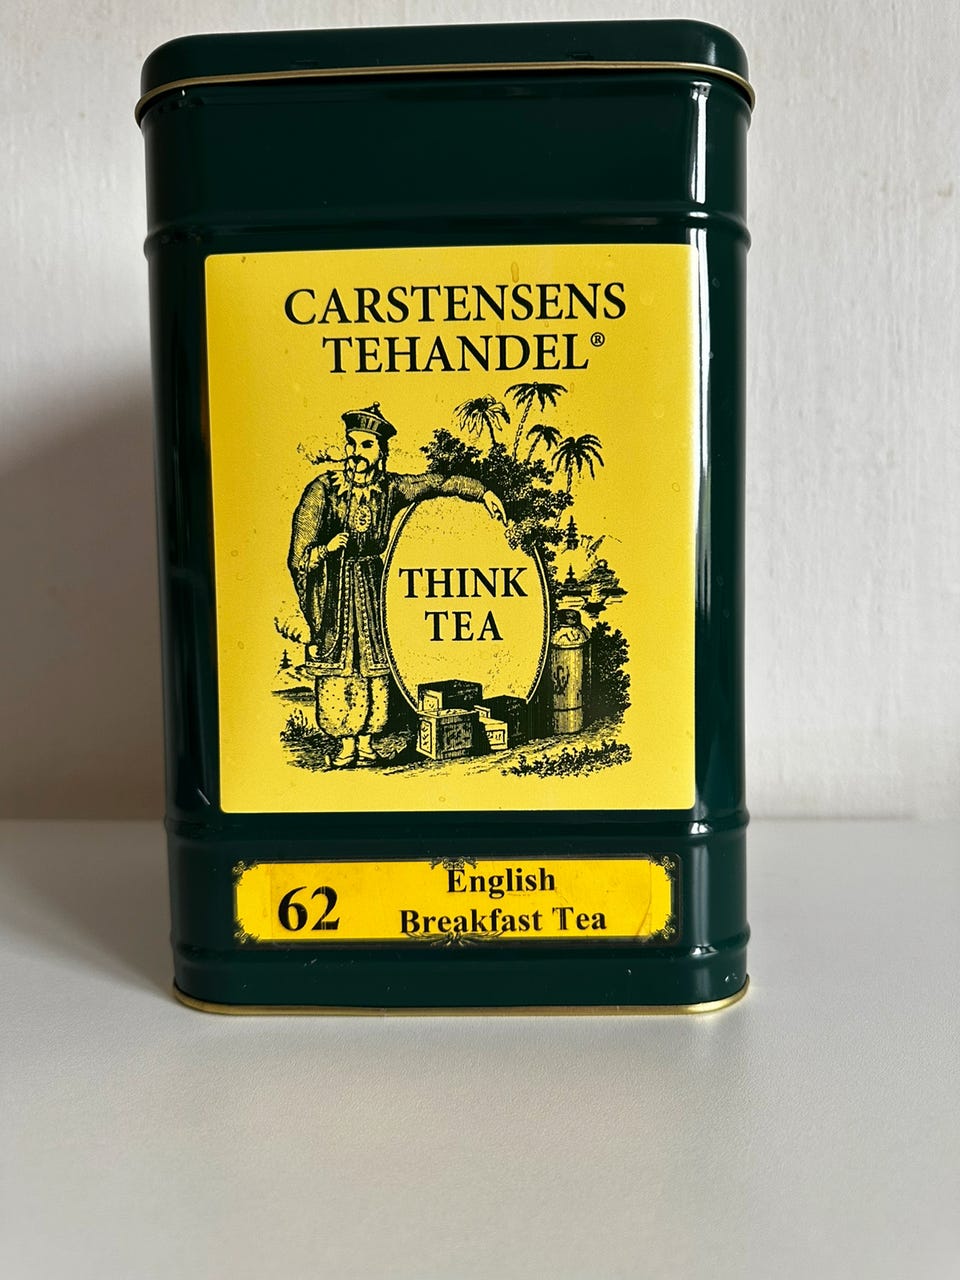 CARSTENSENS
TEHANDEL®
THINK
TEA
62
English
Breakfast Tea